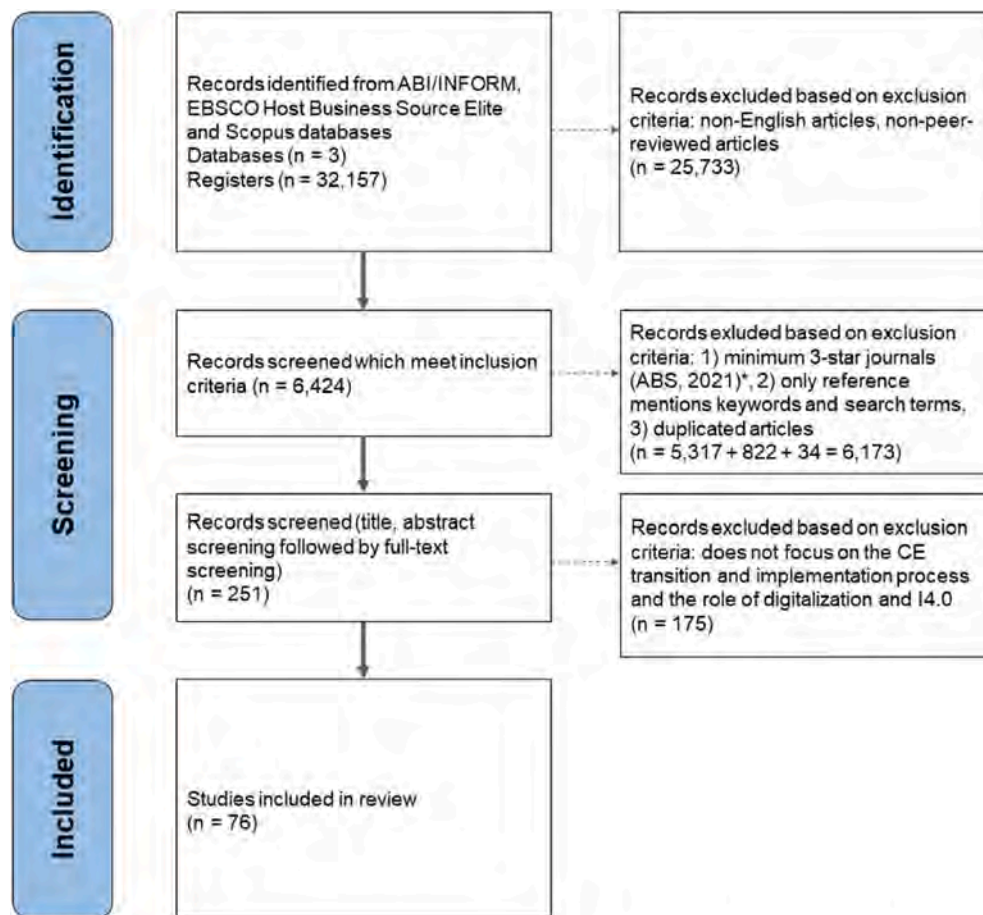 Identification
Records identified from ABI/INFORM,
EBSCO Host Business Source Elite
and Scopus databases
Databases (n = 3)
Registers (n = 32,157)
Records excluded based on exclusion
criteria: non-English articles, non-peer-
reviewed articles
(n = 25,733)
Screening
Records screened which meet inclusion
criteria (n = 6,424)
Records exluded based on exclusion
criteria: 1) minimum 3-star journals
(ABS, 2021)*, 2) only reference
mentions keywords and search terms,
3) duplicated articles
(n = 5,317 + 822 + 34 = 6,173)
Records screened (title, abstract
screening followed by full-text
screening)
(n = 251)
Records excluded based on exclusion
criteria: does not focus on the CE
transition and implementation process
and the role of digitalization and I4.0
(n = 175)
Included
Studies included in review
(n = 76)